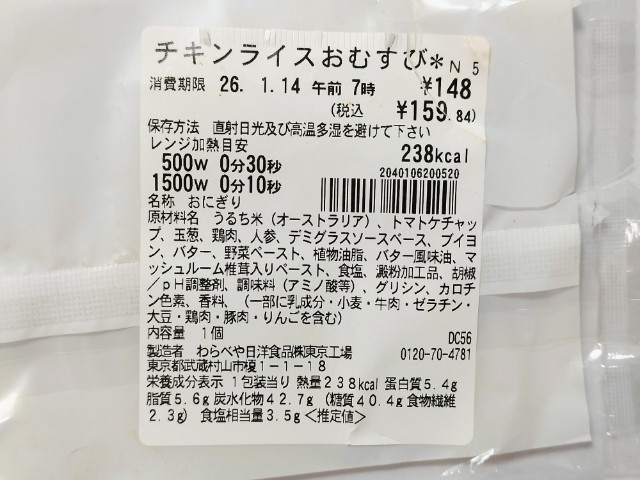 チキンライスおむすび*N 5
消費期限 26. 1.14 午前 7時 ¥148
(税込 ¥159.84)
保存方法 直射日光及び高温多湿を避けて下さい
レンジ加熱目安 238kcal
500W 0分30秒
1500W 0分10秒
2040106200520
名称 おにぎり
原材料名 うるち米(オーストラリア)、トマトケチャッ
プ、玉葱、鶏肉、人参、デミグラスソースベース、ブイヨ
ン、バター、野菜ペースト、植物油脂、バター風味油、マ
ッシュルーム椎茸入りペースト、食塩、澱粉加工品、胡椒
/pH調整剤、調味料(アミノ酸等)、グリシン、カロチ
ン色素、香料、(一部に乳成分・小麦・牛肉・ゼラチン・
大豆・鶏肉・豚肉・りんごを含む)
内容量 1個 DC56
製造者 わらべや日洋食品㈱東京工場 0120-70-4781
東京都武蔵村山市榎1-1-18
栄養成分表示 1包装当り 熱量238kcal 蛋白質5.4g
脂質5.6g 炭水化物42.7g (糖質40.4g 食物繊維
2.3g) 食塩相当量3.5g<推定値>